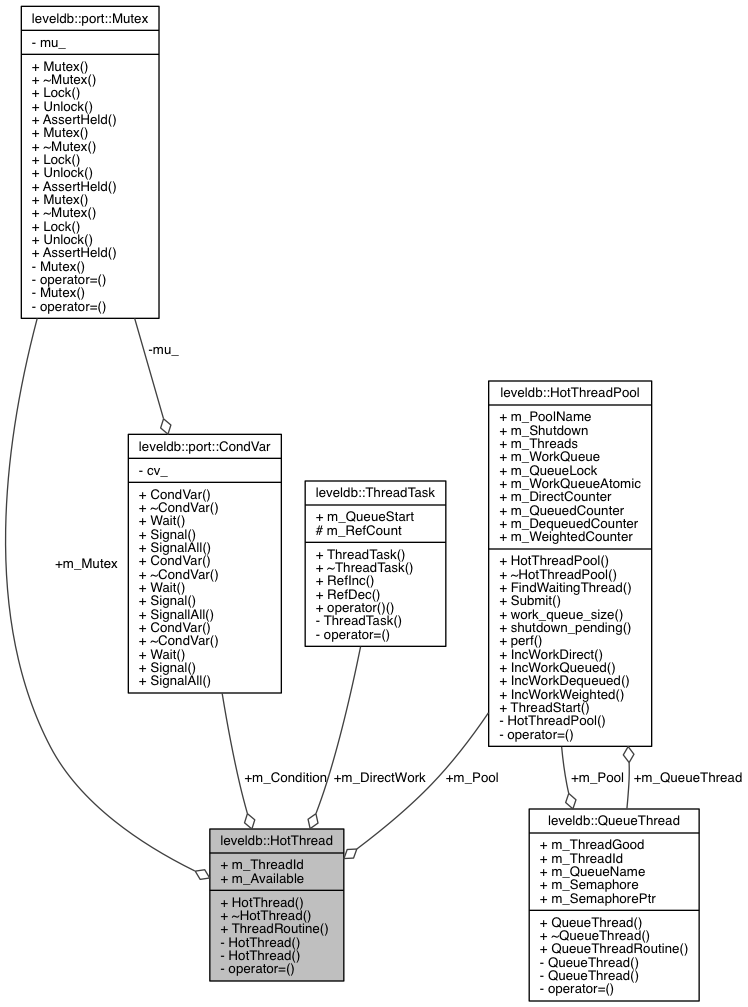 leveldb::port::Mutex
- mu_
+ Mutex()
+ ~Mutex()
+ Lock()
+ Unlock()
+ AssertHeld()
+ Mutex()
+ ~Mutex()
+ Lock()
+ Unlock()
+ AssertHeld()
+ Mutex()
+ ~Mutex()
+ Lock()
+ Unlock()
+ AssertHeld()
- Mutex()
- operator=()
- Mutex()
- operator=()
-mu_
+m_Mutex
leveldb::port::CondVar
- cv_
+ CondVar()
+ ~CondVar()
+ Wait()
+ Signal()
+ SignalAll()
+ CondVar()
+ ~CondVar()
+ Wait()
+ Signal()
+ SignallAll()
+ CondVar()
+ ~CondVar()
+ Wait()
+ Signal()
+ SignalAll()
leveldb::ThreadTask
+ m_QueueStart
# m_RefCount
+ ThreadTask()
+ ~ThreadTask()
+ RefInc()
+ RefDec()
+ operator()()
- ThreadTask()
- operator=()
leveldb::HotThreadPool
+ m_PoolName
+ m_Shutdown
+ m_Threads
+ m_WorkQueue
+ m_QueueLock
+ m_WorkQueueAtomic
+ m_DirectCounter
+ m_QueuedCounter
+ m_DequeuedCounter
+ m_WeightedCounter
+ HotThreadPool()
+ ~HotThreadPool()
+ FindWaitingThread()
+ Submit()
+ work_queue_size()
+ shutdown_pending()
+ perf()
+ IncWorkDirect()
+ IncWorkQueued()
+ IncWorkDequeued()
+ IncWorkWeighted()
+ ThreadStart()
- HotThreadPool()
- operator=()
+m_Condition
+m_DirectWork
+m_Pool
+m_Pool
+m_QueueThread
leveldb::HotThread
+ m_ThreadId
+ m_Available
+ HotThread()
+ ~HotThread()
+ ThreadRoutine()
- HotThread()
- HotThread()
- operator=()
leveldb::QueueThread
+ m_ThreadGood
+ m_ThreadId
+ m_QueueName
+ m_Semaphore
+ m_SemaphorePtr
+ QueueThread()
+ ~QueueThread()
+ QueueThreadRoutine()
- QueueThread()
- QueueThread()
- operator=()